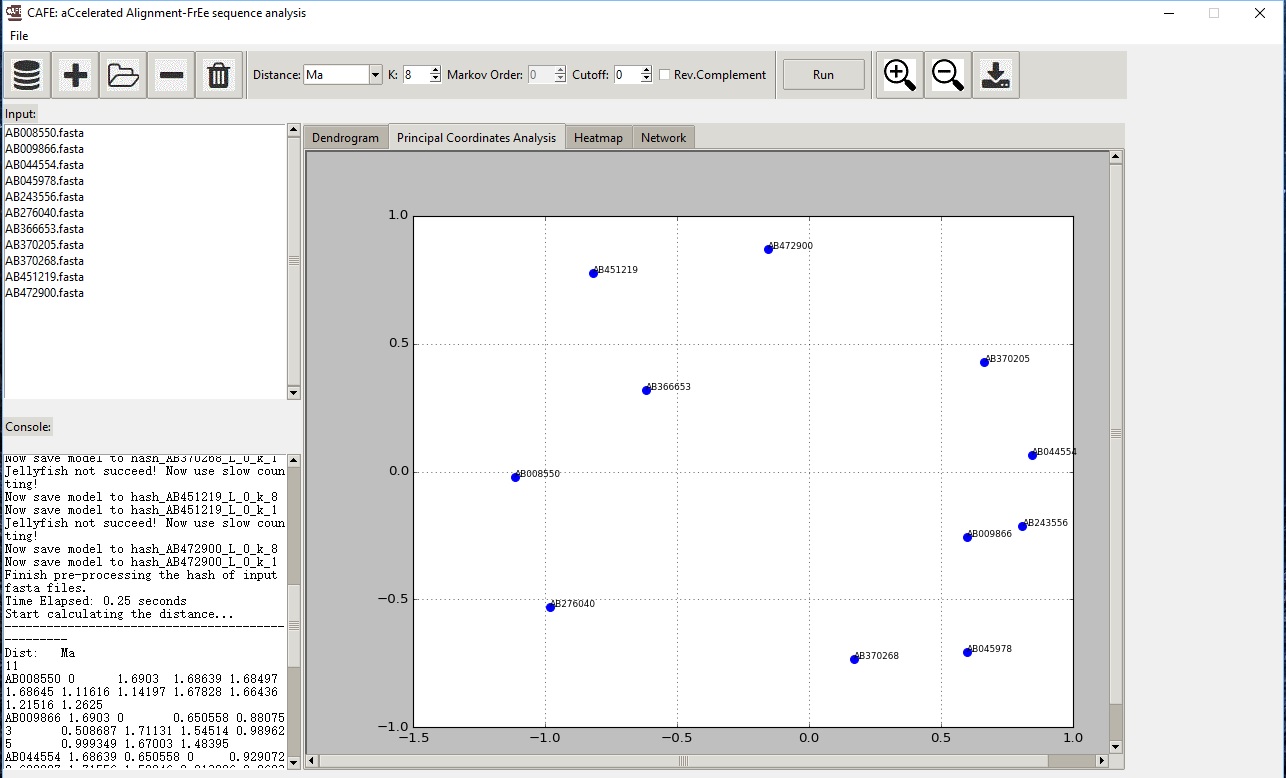 CAFE: aCcelerated Alignment-FrEe sequence analysis
File
Distance: Ma K: 8 Markov Order: 0 Cutoff: 0 Rev.Complement Run
Input:
AB008550.fasta
AB009866.fasta
AB044554.fasta
AB045978.fasta
AB243556.fasta
AB276040.fasta
AB366653.fasta
AB370205.fasta
AB370268.fasta
AB451219.fasta
AB472900.fasta
Console:
Now save model to hash_AB370268_L_0_k_1
Jellyfish not succeed! Now use slow coun
ting!
Now save model to hash_AB451219_L_0_k_8
Now save model to hash_AB451219_L_0_k_1
Jellyfish not succeed! Now use slow coun
ting!
Now save model to hash_AB472900_L_0_k_8
Now save model to hash_AB472900_L_0_k_1
Finish pre-processing the hash of input
fasta files.
Time Elapsed: 0.25 seconds
Start calculating the distance...
Dist: Ma
11
AB008550 0 1.6903 1.68639 1.68497
1.68645 1.11616 1.14197 1.67828 1.66436
1.21516 1.2625
AB009866 1.6903 0 0.650558 0.88075
3 0.508607 1.71131 1.54514 0.98962
5 0.999349 1.67003 1.48395
AB044554 1.68639 0.650558 0 0.929072
Dendrogram Principal Coordinates Analysis Heatmap Network
1.0
AB472900
AB451219
0.5
AB370205
AB366653
AB044554
0.0
AB008550
AB243556
AB009866
−0.5
AB276040
AB045978
AB370268
−1.0
−1.5 −1.0 −0.5 0.0 0.5 1.0